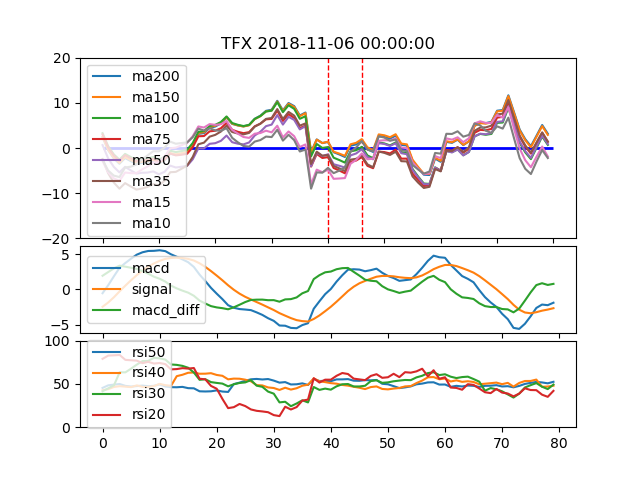 TFX 2018-11-06 00:00:00
20
10
0
−10
−20
ma200
ma150
ma100
ma75
ma50
ma35
ma15
ma10
5
0
−5
macd
signal
macd_diff
100
50
0
rsi50
rsi40
rsi30
rsi20
0 10 20 30 40 50 60 70 80